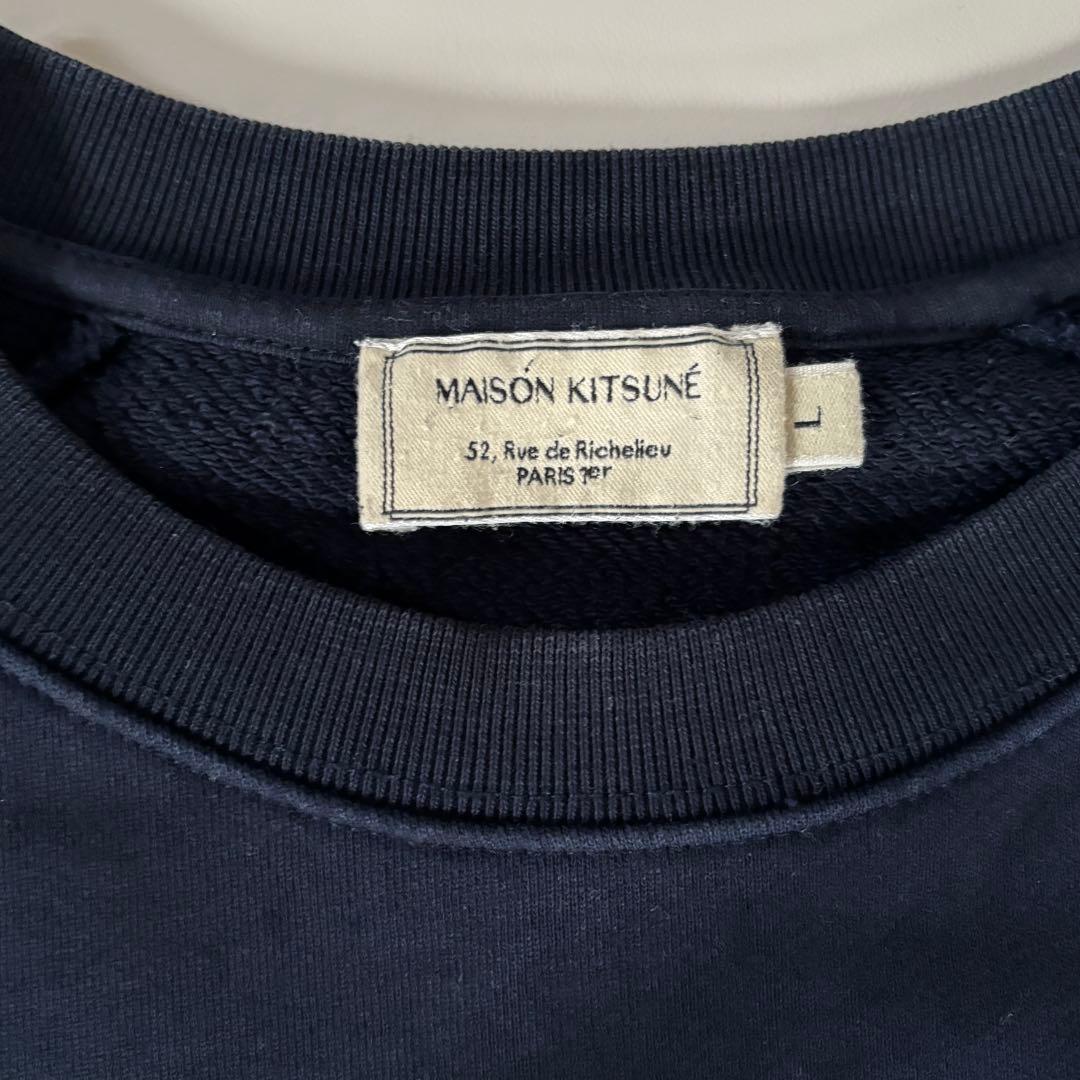 MAISON KITSUNÉ
52, Rue de Richelieu
PARIS 1er
L